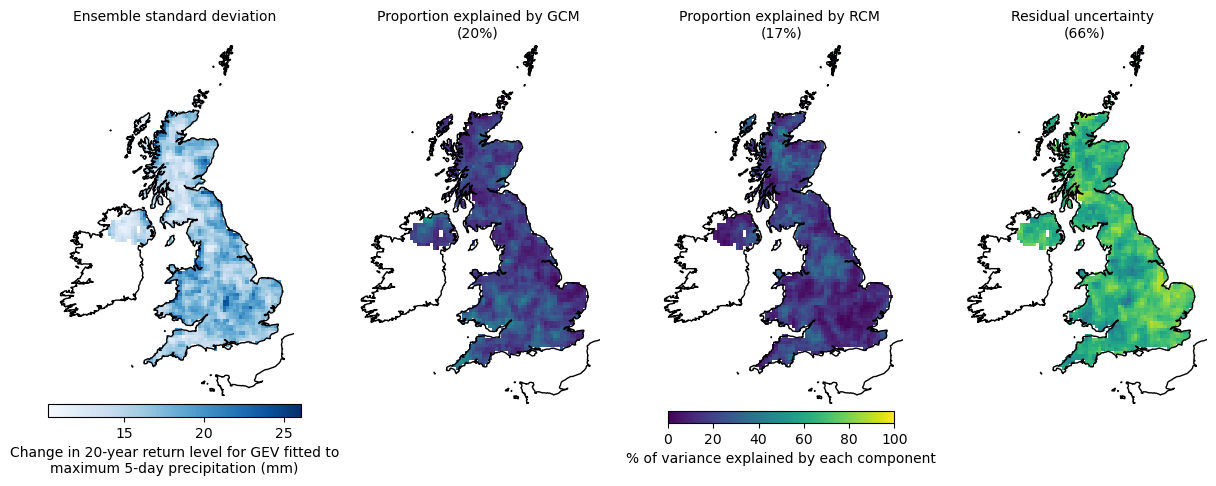 Ensemble standard deviation
Proportion explained by GCM
(20%)
Proportion explained by RCM
(17%)
Residual uncertainty
(66%)
15 20 25
Change in 20-year return level for GEV fitted to
maximum 5-day precipitation (mm)
0 20 40 60 80 100
% of variance explained by each component